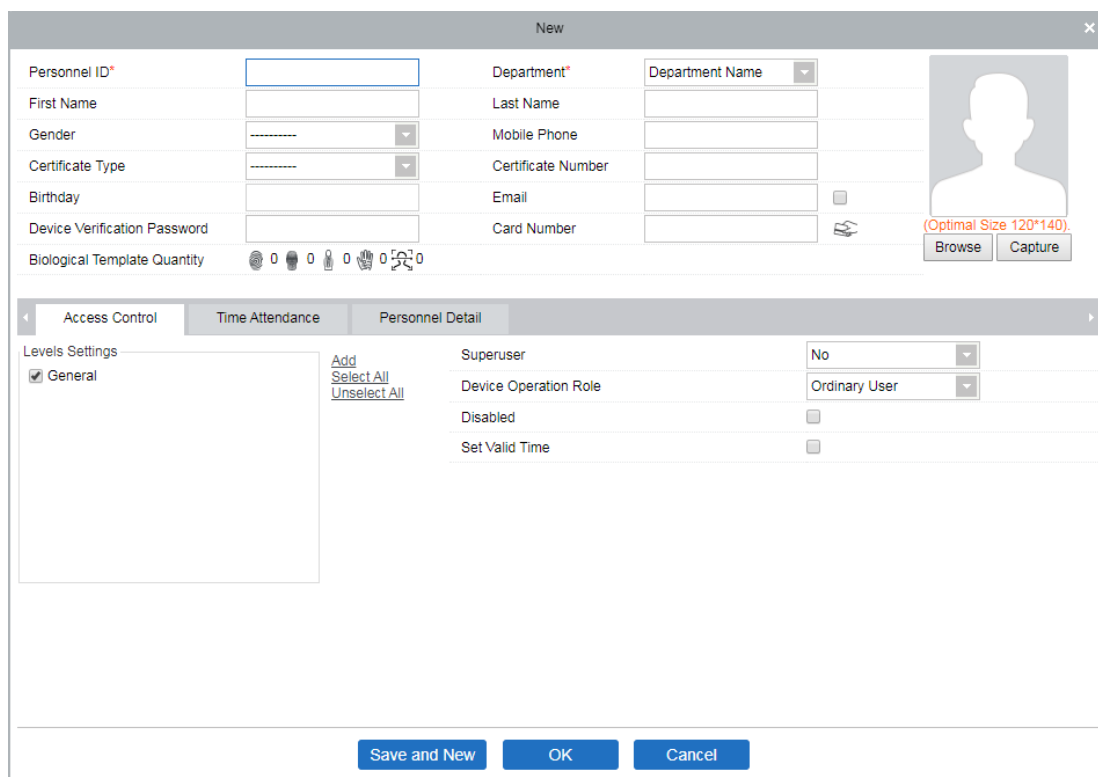 New
Personnel ID* Department* Department Name
First Name Last Name
Gender ---------- Mobile Phone
Certificate Type ---------- Certificate Number
Birthday Email
Device Verification Password Card Number
(Optimal Size 120*140).
Browse Capture
Biological Template Quantity 0 0 0 0 0
Access Control Time Attendance Personnel Detail
Levels Settings
General
Add
Select All
Unselect All
Superuser No
Device Operation Role Ordinary User
Disabled
Set Valid Time
Save and New OK Cancel